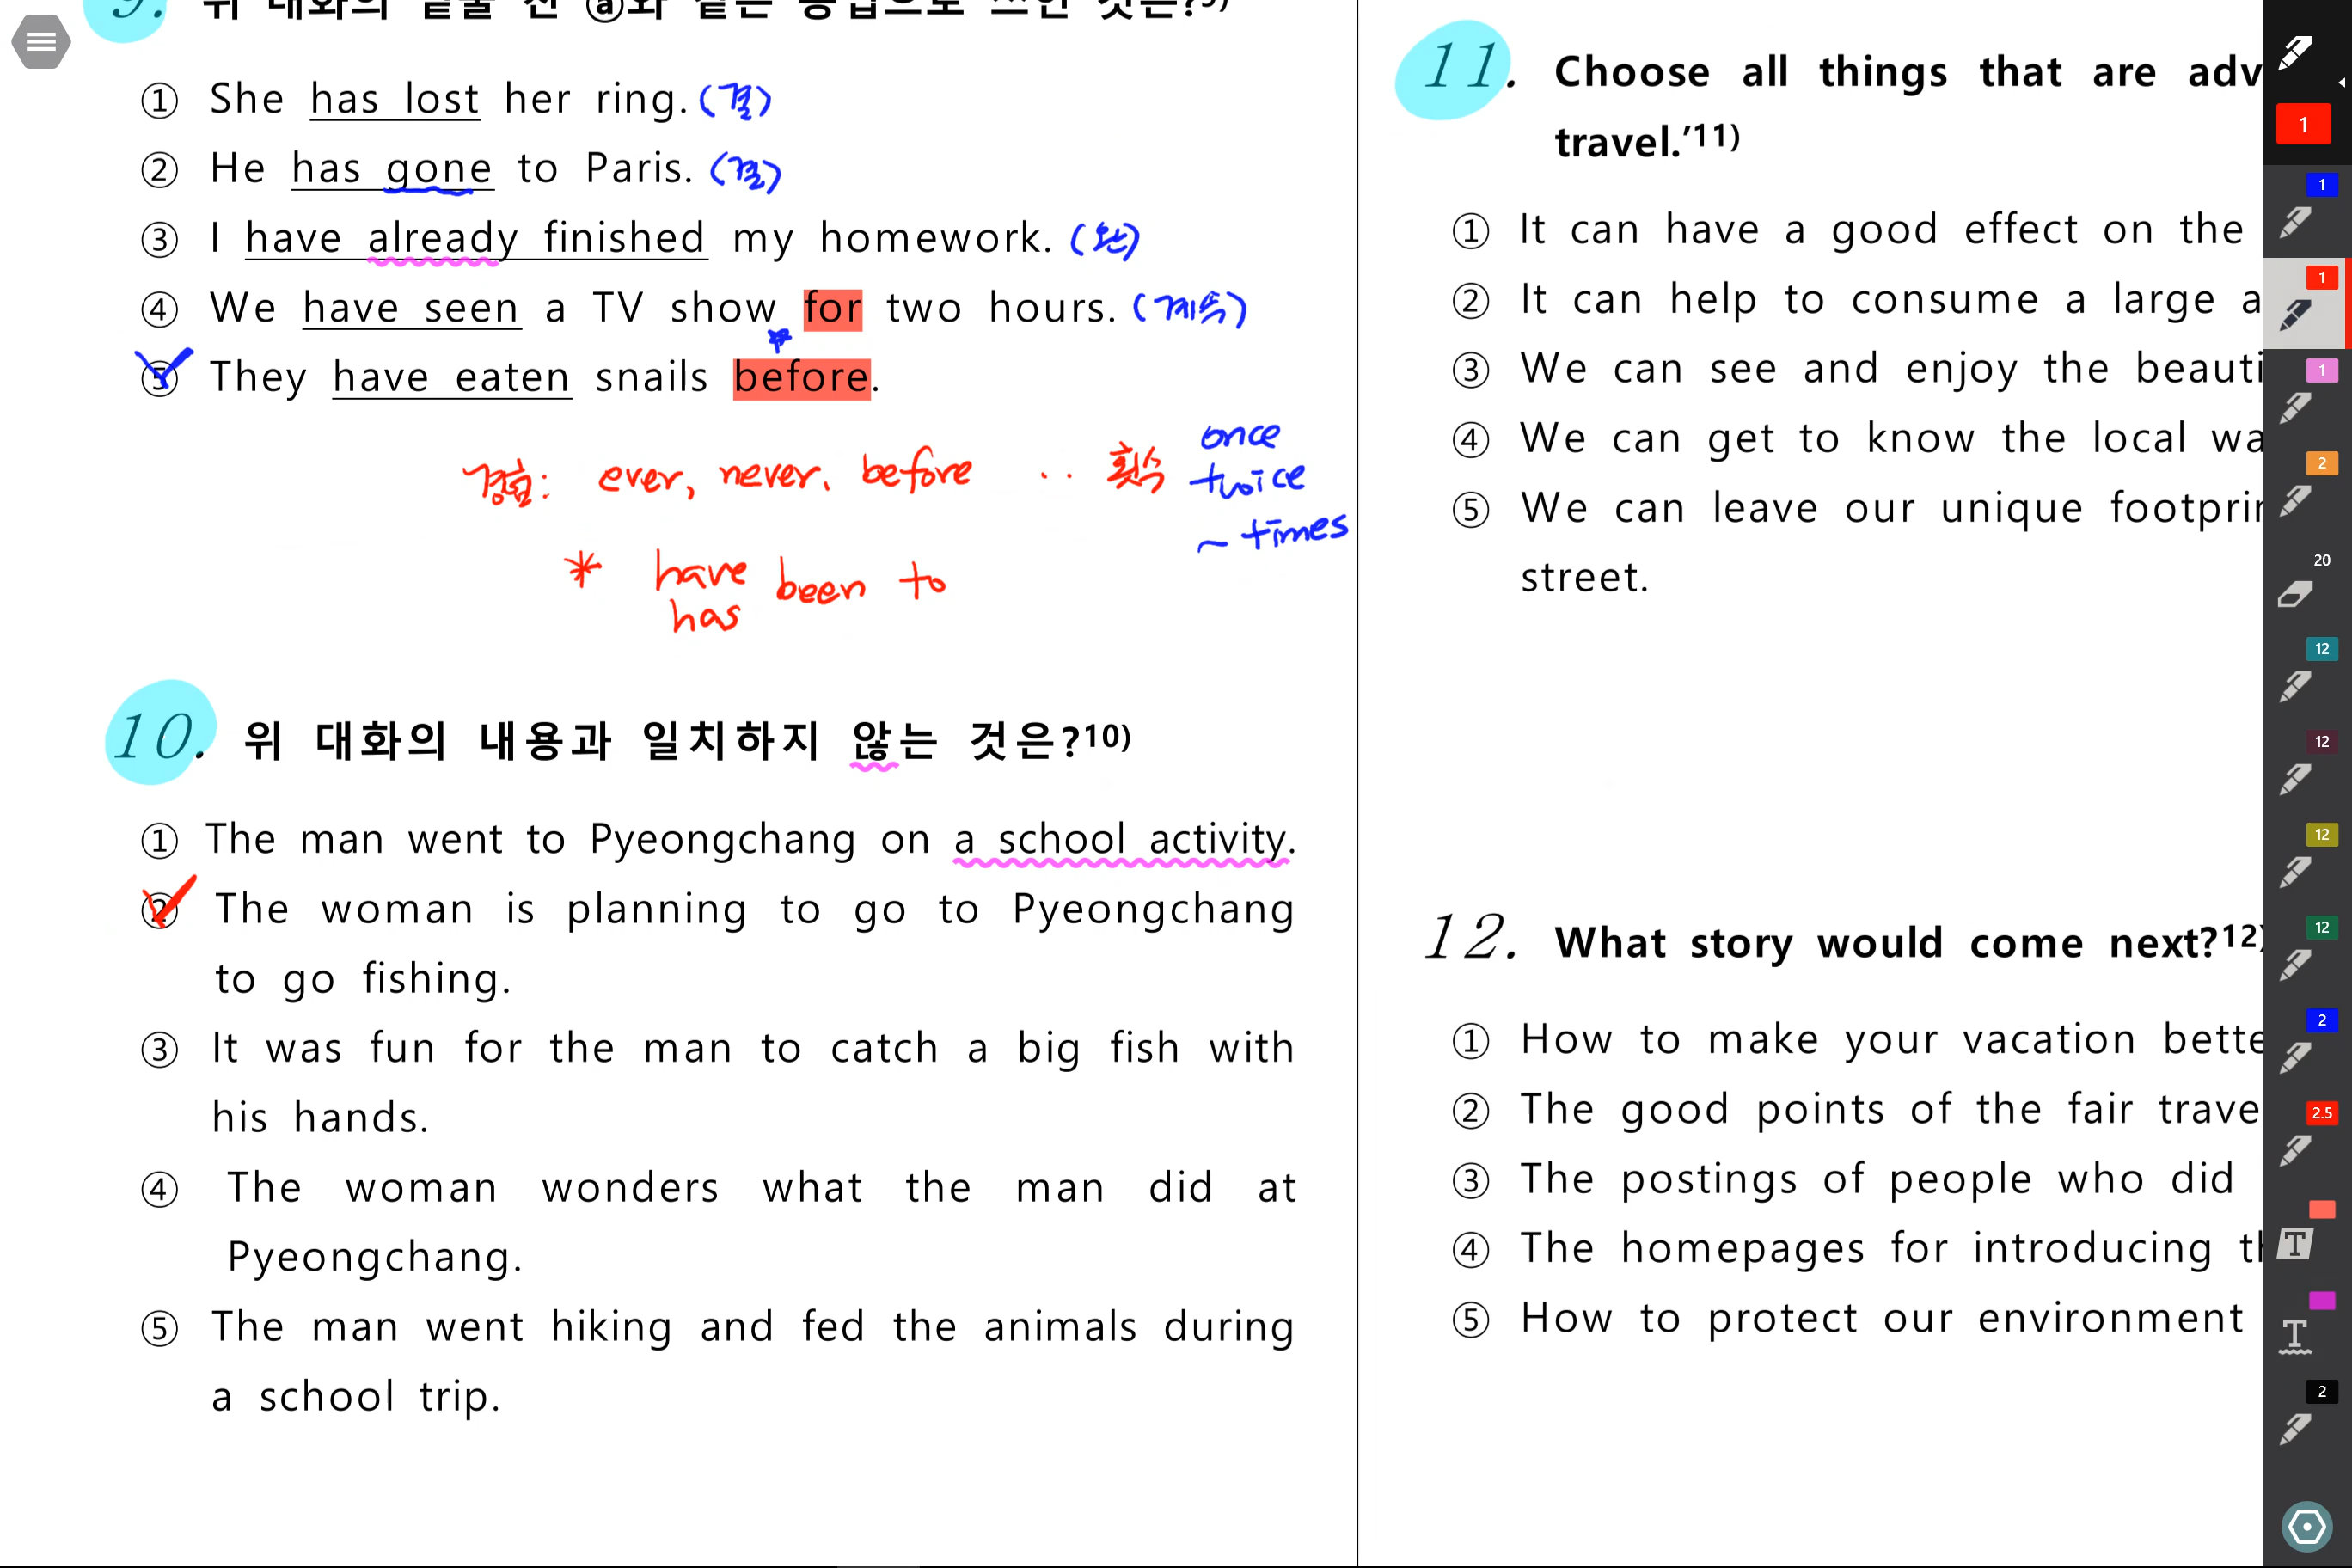 9. 위 대화의 밑줄 친 ⓐ와 같은 용법으로 쓰인 것은?9)
① She has lost her ring. (결)
② He has gone to Paris. (결)
③ I have already finished my homework. (완)
④ We have seen a TV show for two hours. (계속)
⑤ They have eaten snails before.
경험: ever, never, before .. 횟수 once
twice
~ times
* have been to
has
10. 위 대화의 내용과 일치하지 않는 것은?10)
① The man went to Pyeongchang on a school activity.
② The woman is planning to go to Pyeongchang
to go fishing.
③ It was fun for the man to catch a big fish with
his hands.
④ The woman wonders what the man did at
Pyeongchang.
⑤ The man went hiking and fed the animals during
a school trip.
11. Choose all things that are adv
travel.’11)
① It can have a good effect on the
② It can help to consume a large a
③ We can see and enjoy the beauti
④ We can get to know the local wa
⑤ We can leave our unique footprin
street.
12. What story would come next?12)
① How to make your vacation bette
② The good points of the fair trave
③ The postings of people who did
④ The homepages for introducing th
⑤ How to protect our environment
1
1
1
1
2
20
12
12
12
12
2
2.5
T
T
2